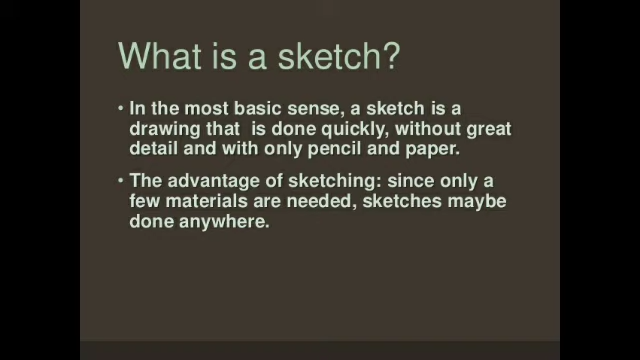 What is a sketch?
• In the most basic sense, a sketch is a
drawing that  is done quickly, without great
detail and with only pencil and paper.
• The advantage of sketching: since only a
few materials are needed, sketches maybe
done anywhere.